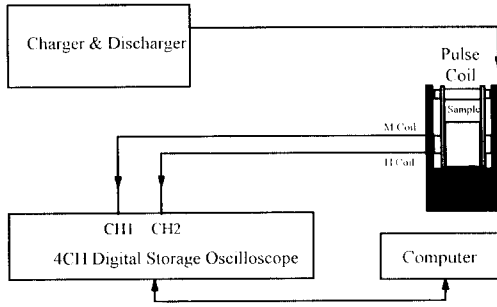 Charger & Discharger
Pulse
Coil
Sample
M Coil
H Coil
CH1 CH2
4CH Digital Storage Oscilloscope
Computer